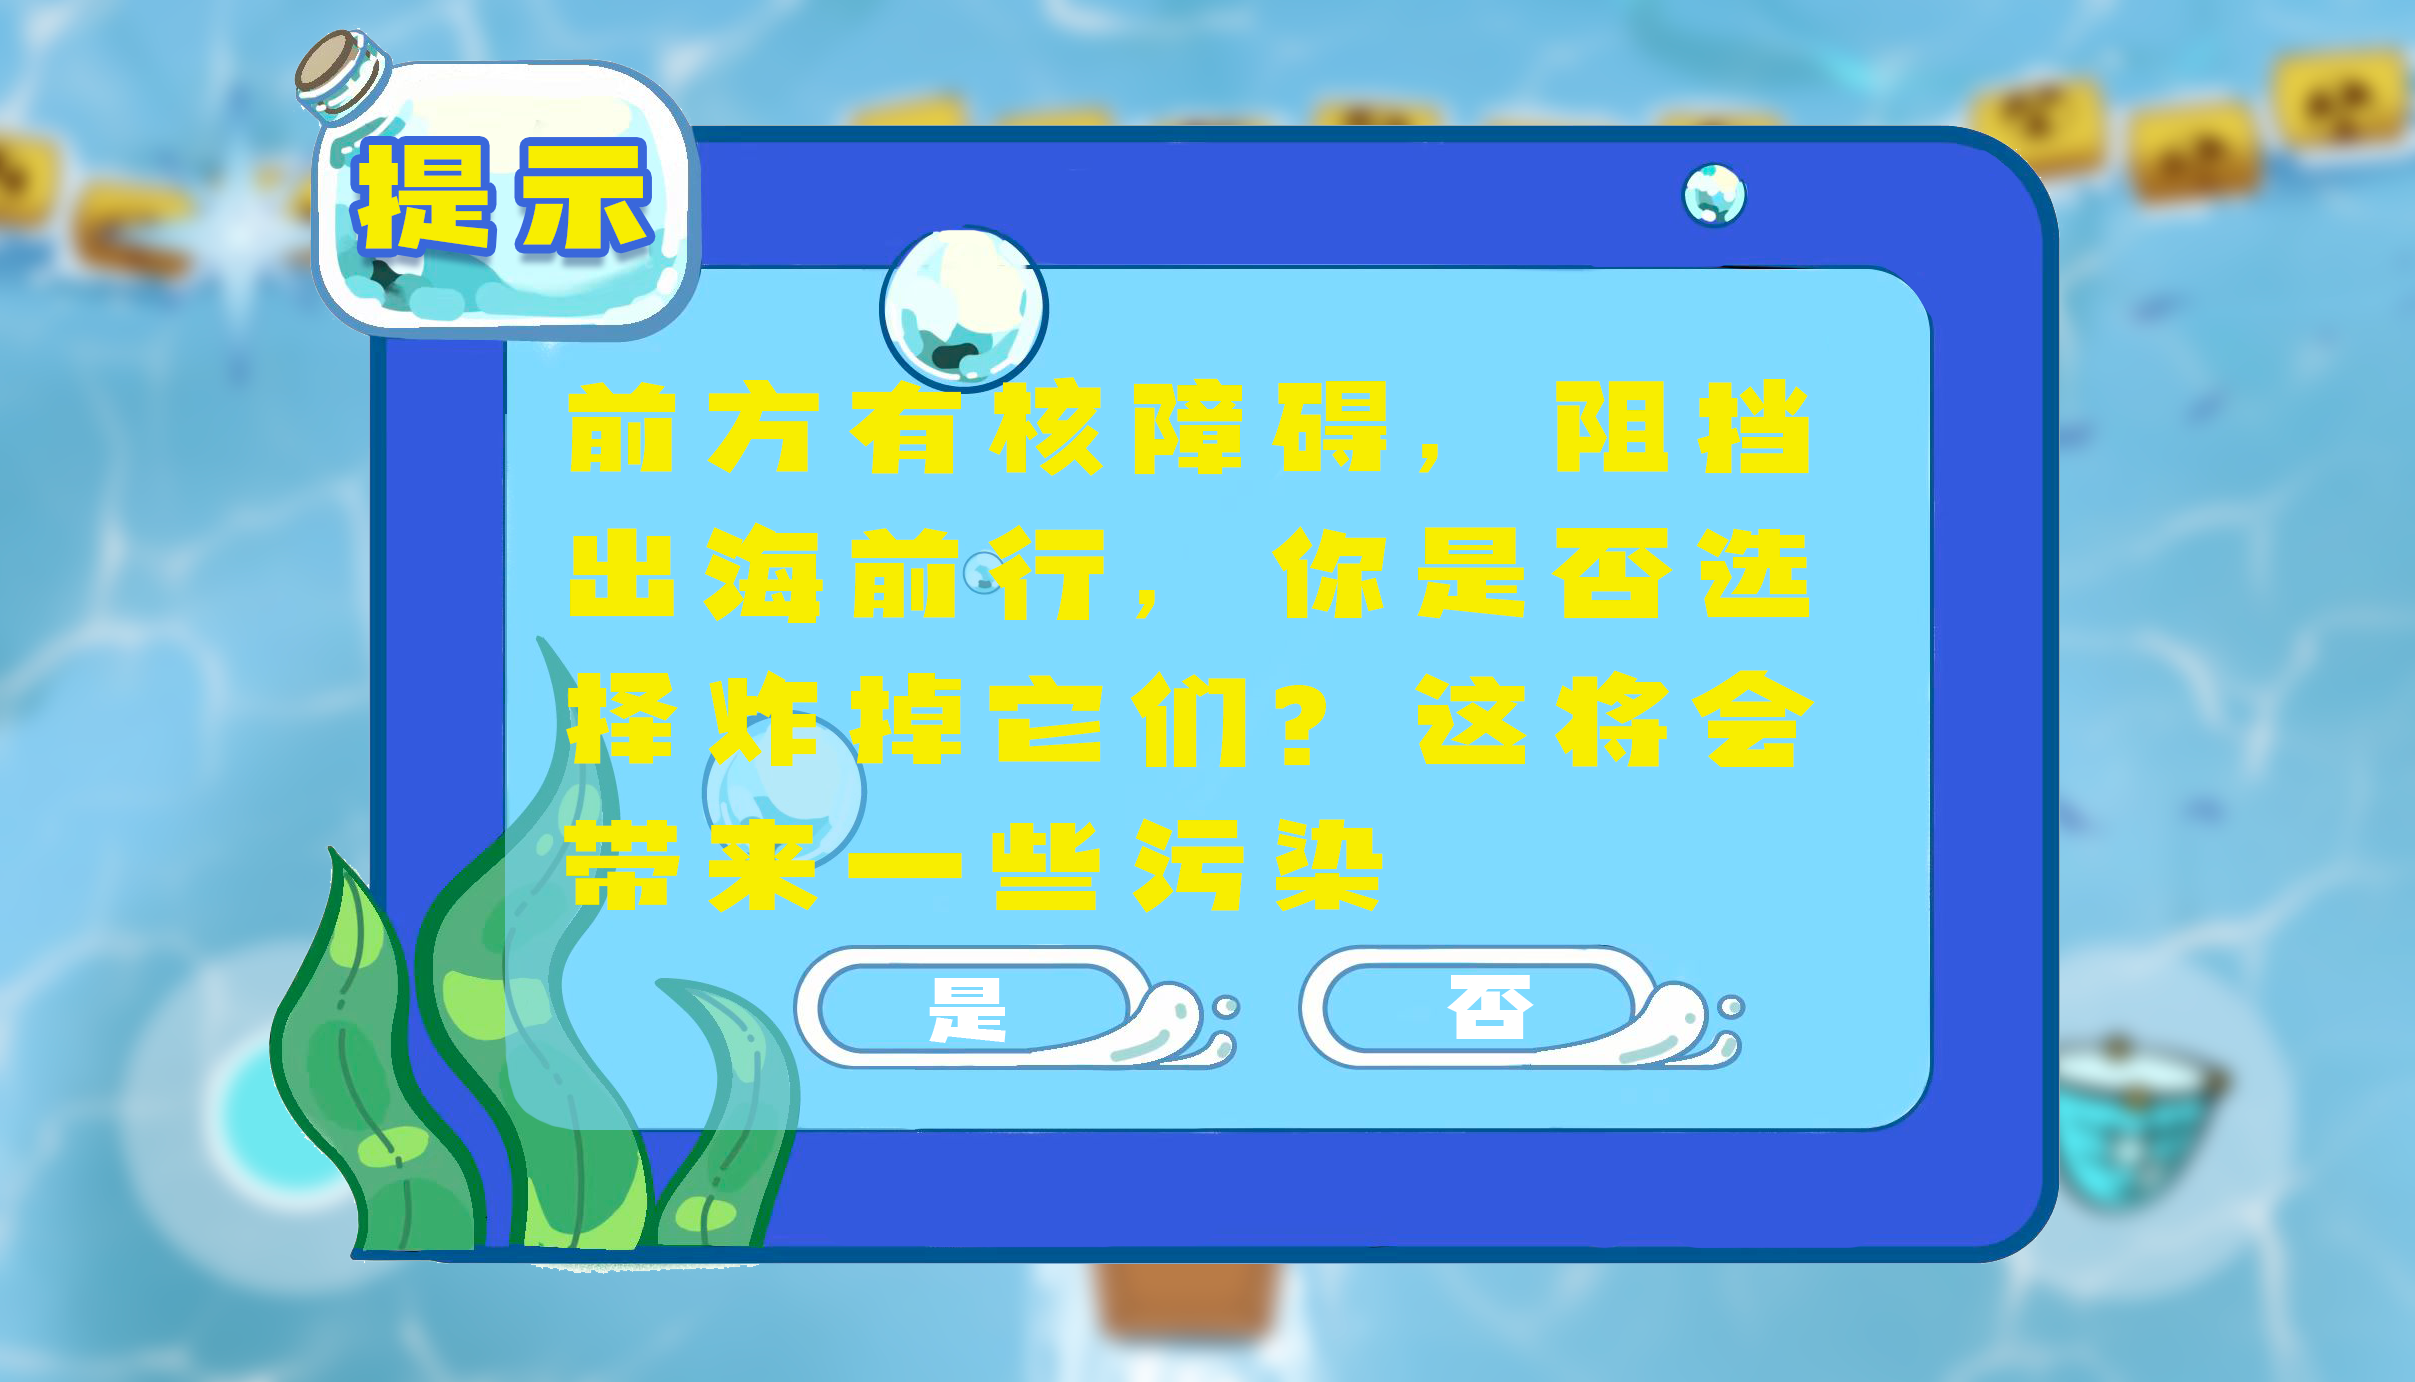 提示
前方有核障碍，阻挡
出海前行，你是否选
择炸掉它们？这将会
带来一些污染
是
否